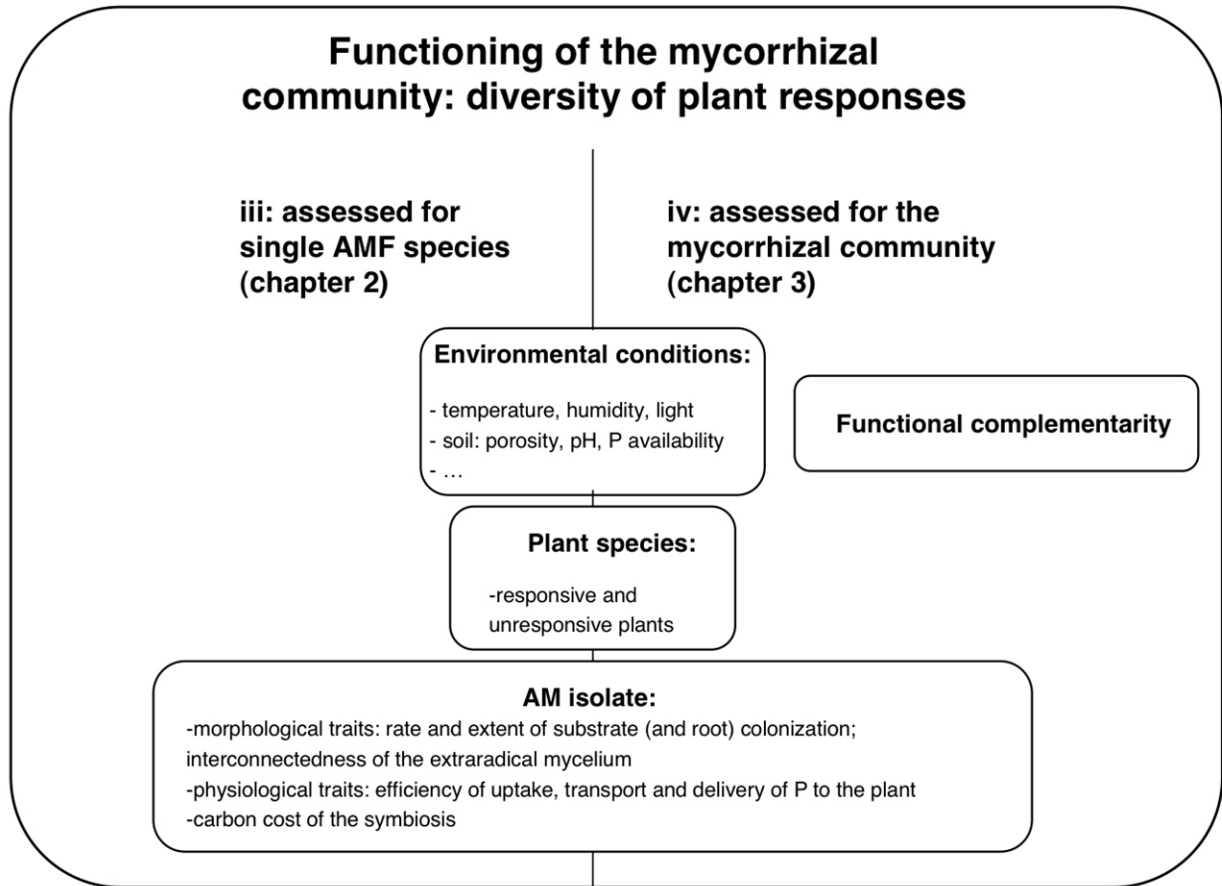 Functioning of the mycorrhizal
community: diversity of plant responses
iii: assessed for
single AMF species
(chapter 2)
iv: assessed for the
mycorrhizal community
(chapter 3)
Environmental conditions:
- temperature, humidity, light
- soil: porosity, pH, P availability
- ...
Functional complementarity
Plant species:
-responsive and
unresponsive plants
AM isolate:
-morphological traits: rate and extent of substrate (and root) colonization;
interconnectedness of the extraradical mycelium
-physiological traits: efficiency of uptake, transport and delivery of P to the plant
-carbon cost of the symbiosis